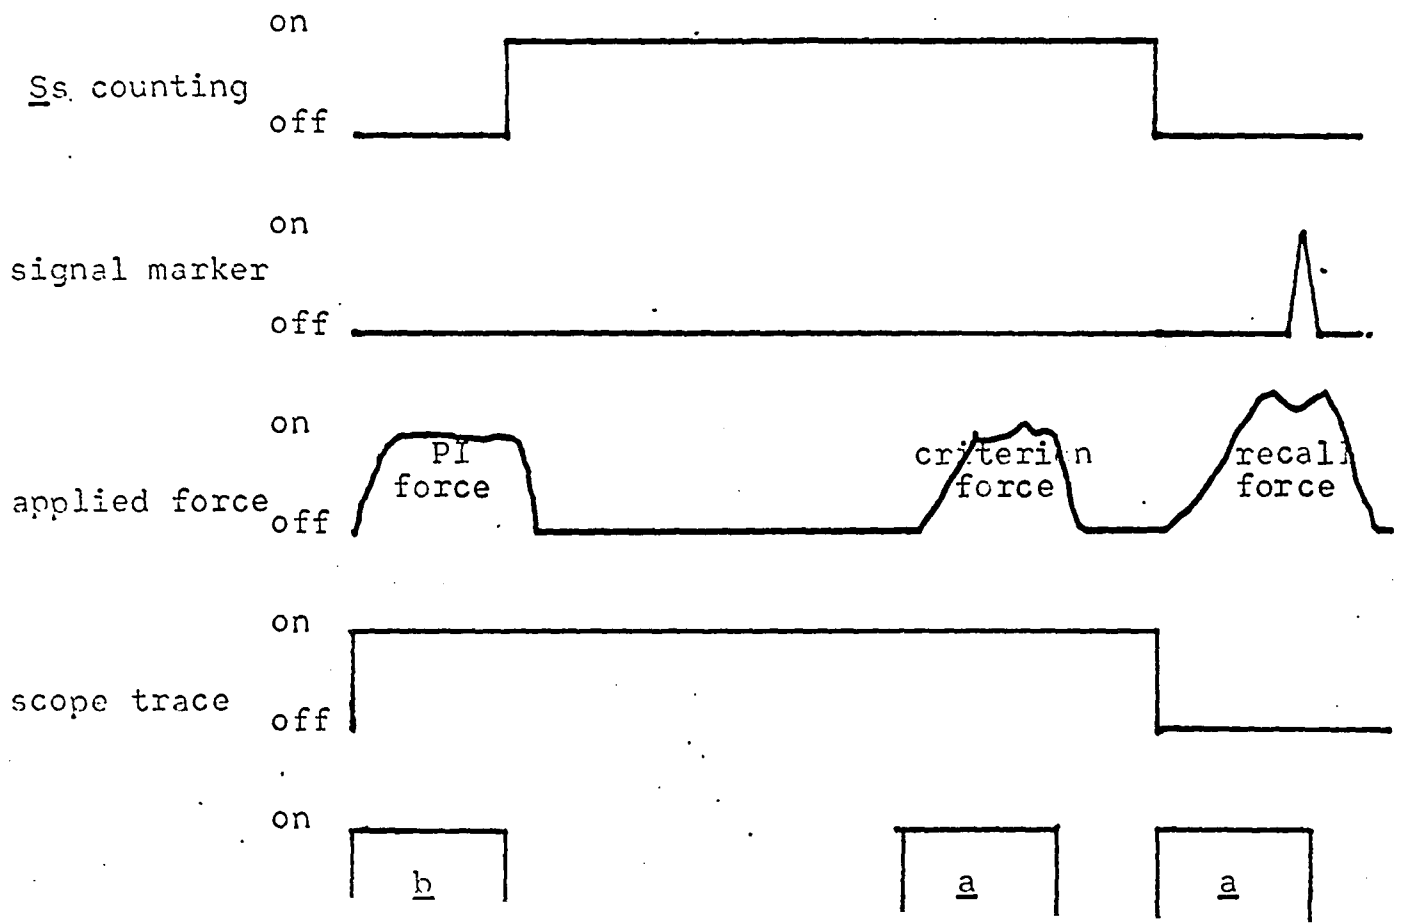 on
Ss counting
off
on
signal marker
off
on
PI
force
criterion
force
recall
force
applied force
off
on
scope trace
off
on
b
a
a